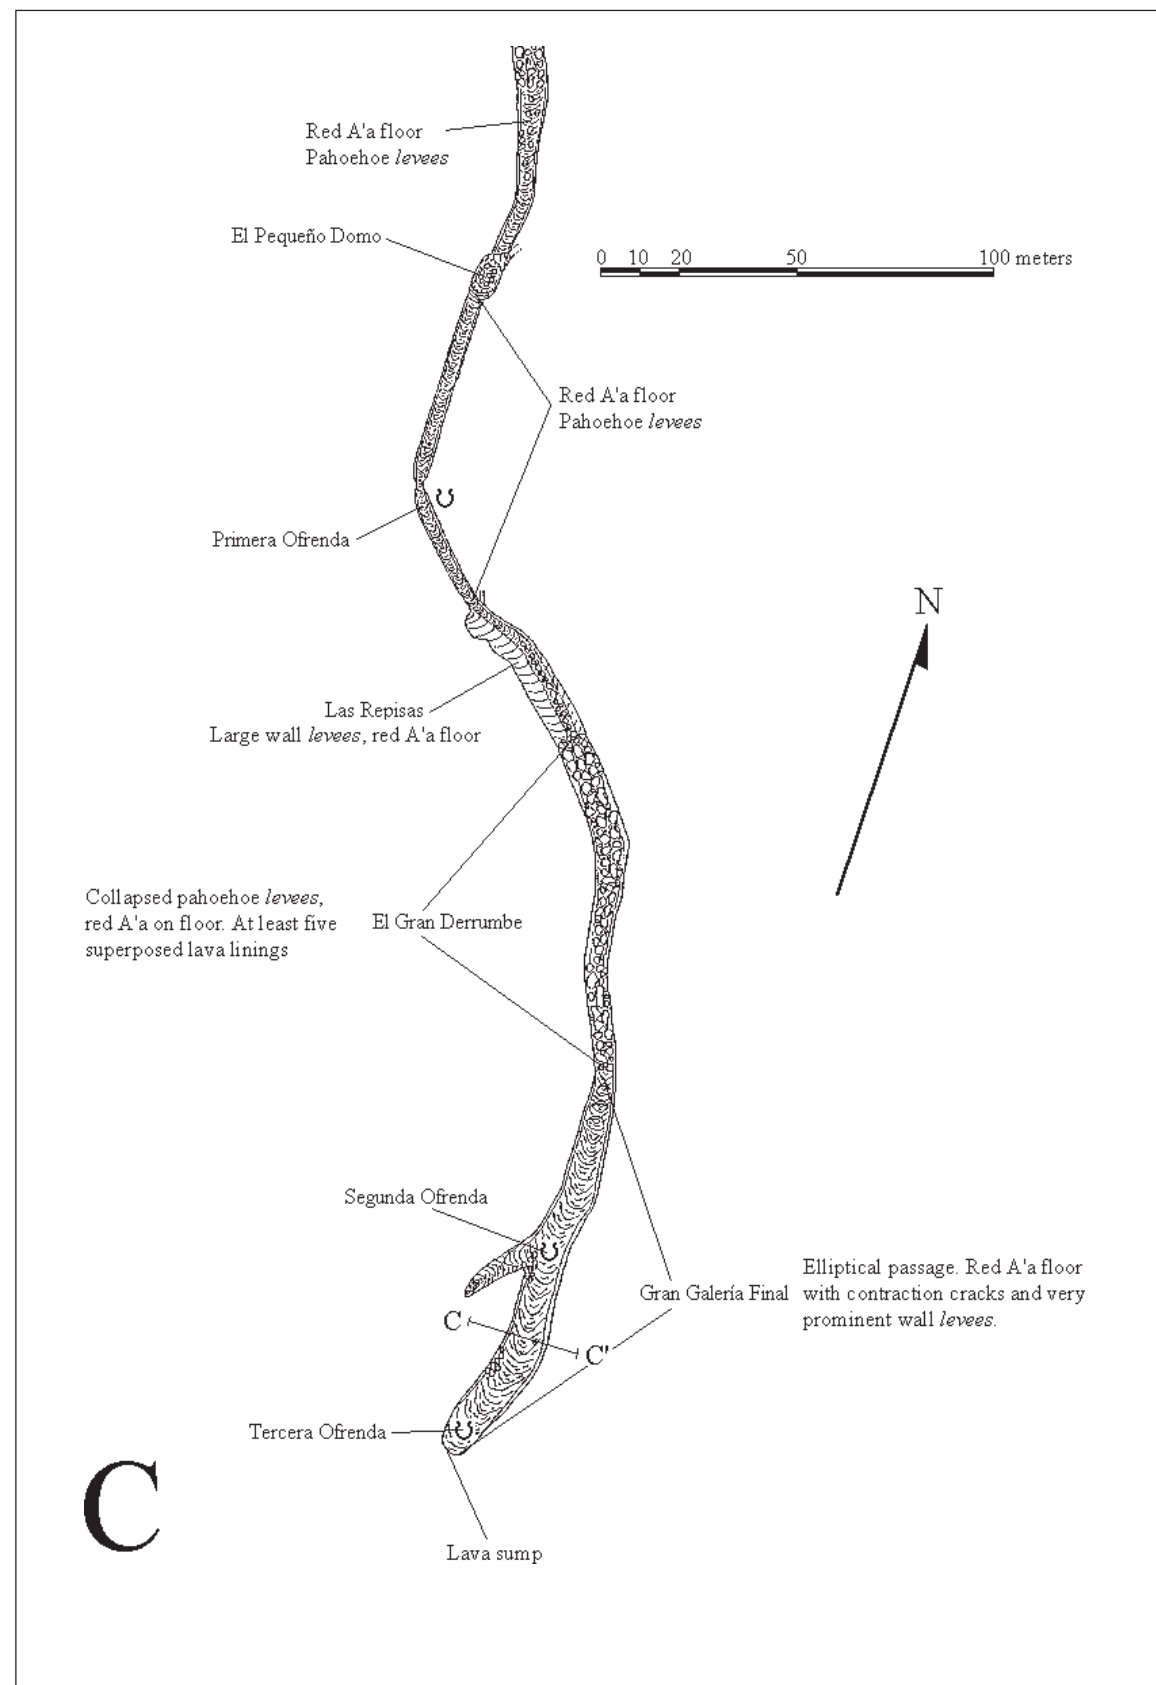 Red A'a floor
Pahoehoe levees
El Pequeño Domo
0 10 20 50 100 meters
Red A'a floor
Pahoehoe levees
Primera Ofrenda
N
Las Repisas
Large wall levees, red A'a floor
Collapsed pahoehoe levees,
red A'a on floor. At least five
superposed lava linings
El Gran Derrumbe
Segunda Ofrenda
Gran Galería Final
Elliptical passage. Red A'a floor
with contraction cracks and very
prominent wall levees.
C
C'
Tercera Ofrenda
C
Lava sump